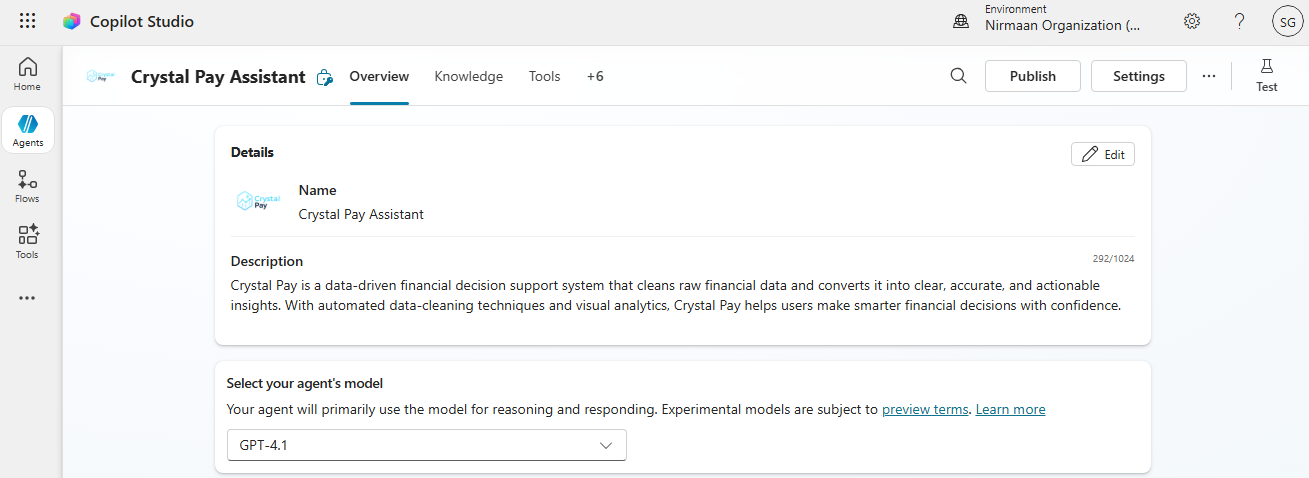 Copilot Studio
Environment
Nirmaan Organization (...
SG
Home
Agents
Flows
Tools
Crystal Pay
Crystal Pay Assistant
Overview
Knowledge
Tools
+6
Publish
Settings
Test
Details
Edit
Crystal
Pay
Name
Crystal Pay Assistant
Description
292/1024
Crystal Pay is a data-driven financial decision support system that cleans raw financial data and converts it into clear, accurate, and actionable
insights. With automated data-cleaning techniques and visual analytics, Crystal Pay helps users make smarter financial decisions with confidence.
Select your agent's model
Your agent will primarily use the model for reasoning and responding. Experimental models are subject to preview terms. Learn more
GPT-4.1